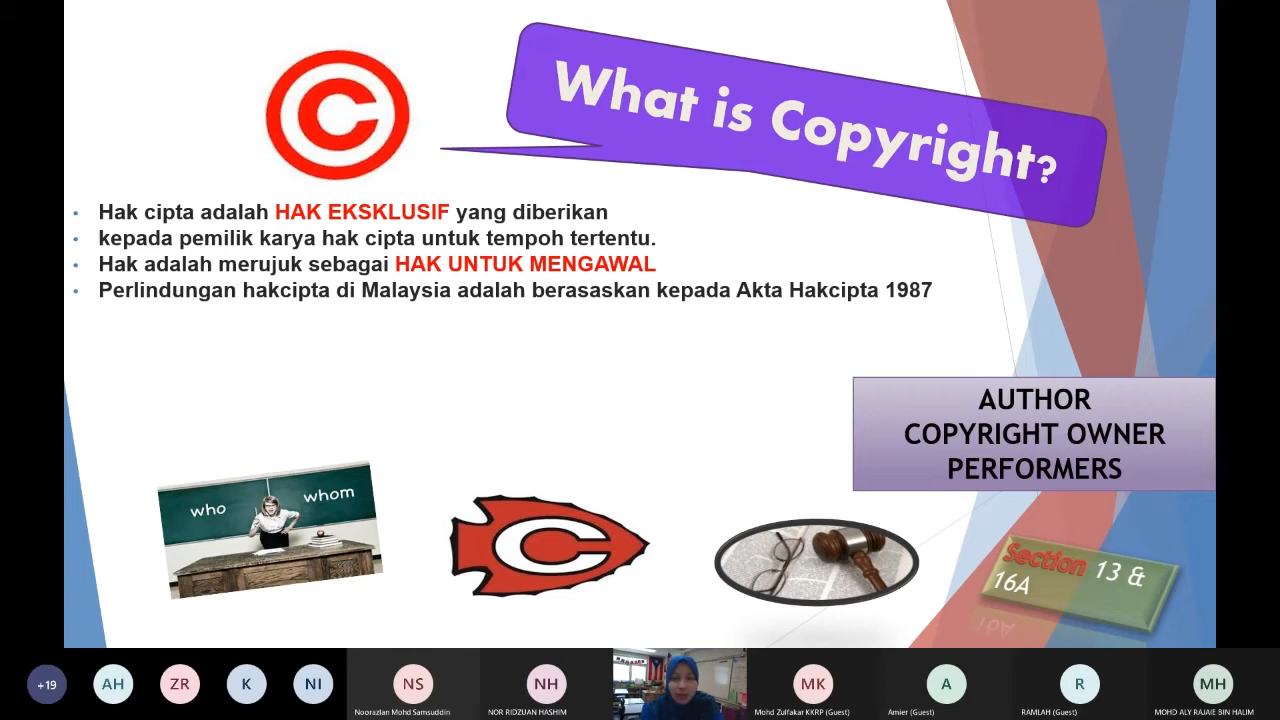 What is Copyright?
Hak cipta adalah HAK EKSKLUSIF yang diberikan
kepada pemilik karya hak cipta untuk tempoh tertentu.
Hak adalah merujuk sebagai HAK UNTUK MENGAWAL
Perlindungan hakcipta di Malaysia adalah berasaskan kepada Akta Hakcipta 1987
AUTHOR
COPYRIGHT OWNER
PERFORMERS
who
whom
C
Section 13 &
16A
+19
AH
ZR
K
NI
NS
NH
MK
A
R
MH
Noorazlan Mohd Samsuddin
NOR RIDZUAN HASHIM
Mohd Zulfakar KKRP (Guest)
Amier (Guest)
RAMLAH (Guest)
MOHD ALY RAJAIE BIN HALIM